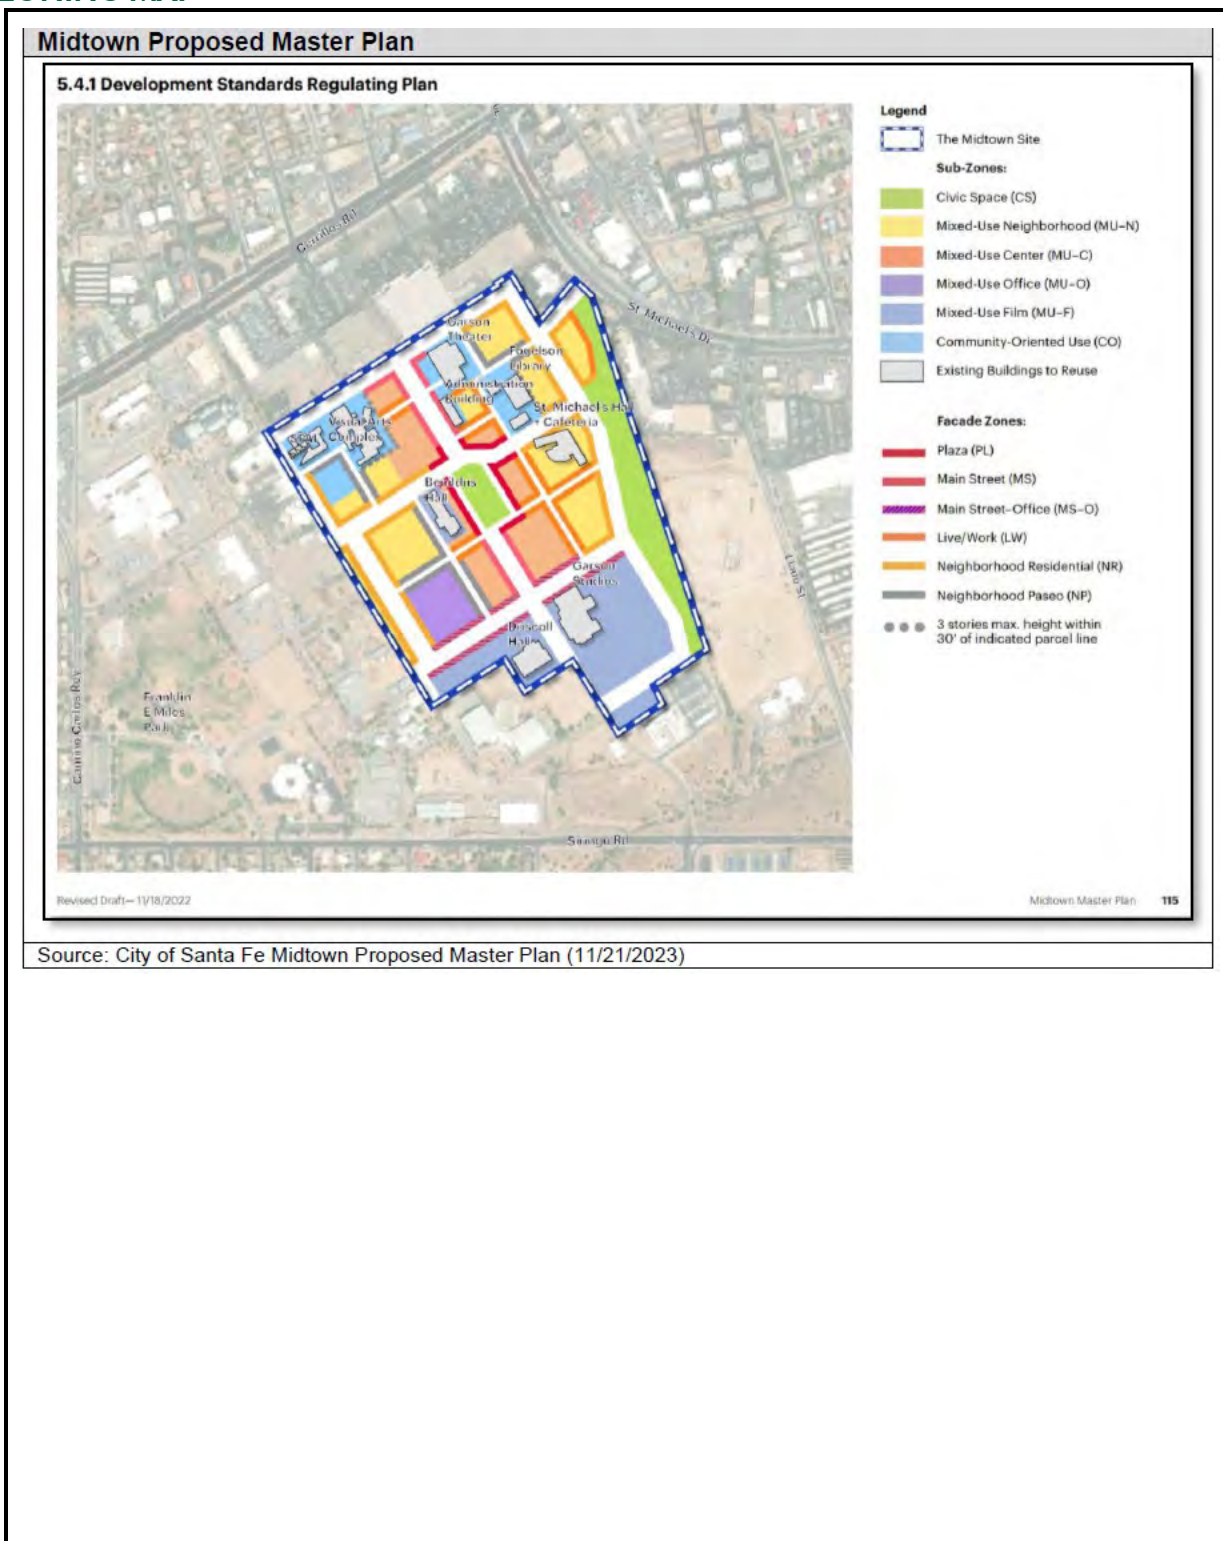 Midtown Proposed Master Plan
5.4.1 Development Standards Regulating Plan
Cerrillos Rd
St. Michael's Dr
Garson
Theater
Fogelson
Library
Administration
Building
St. Michael's Hall
+ Cafeteria
Visual Arts
Complex
Benildus
Hall
Garson
Studios
Driscoll
Hall
Llano St
Franklin
E Miles
Park
Camino Carlos Rey
Siringo Rd
Legend
The Midtown Site
Sub-Zones:
Civic Space (CS)
Mixed-Use Neighborhood (MU-N)
Mixed-Use Center (MU-C)
Mixed-Use Office (MU-O)
Mixed-Use Film (MU-F)
Community-Oriented Use (CO)
Existing Buildings to Reuse
Facade Zones:
Plaza (PL)
Main Street (MS)
Main Street-Office (MS-O)
Live/Work (LW)
Neighborhood Residential (NR)
Neighborhood Paseo (NP)
3 stories max. height within
30' of indicated parcel line
Revised Draft—11/18/2022
Midtown Master Plan 115
Source: City of Santa Fe Midtown Proposed Master Plan (11/21/2023)